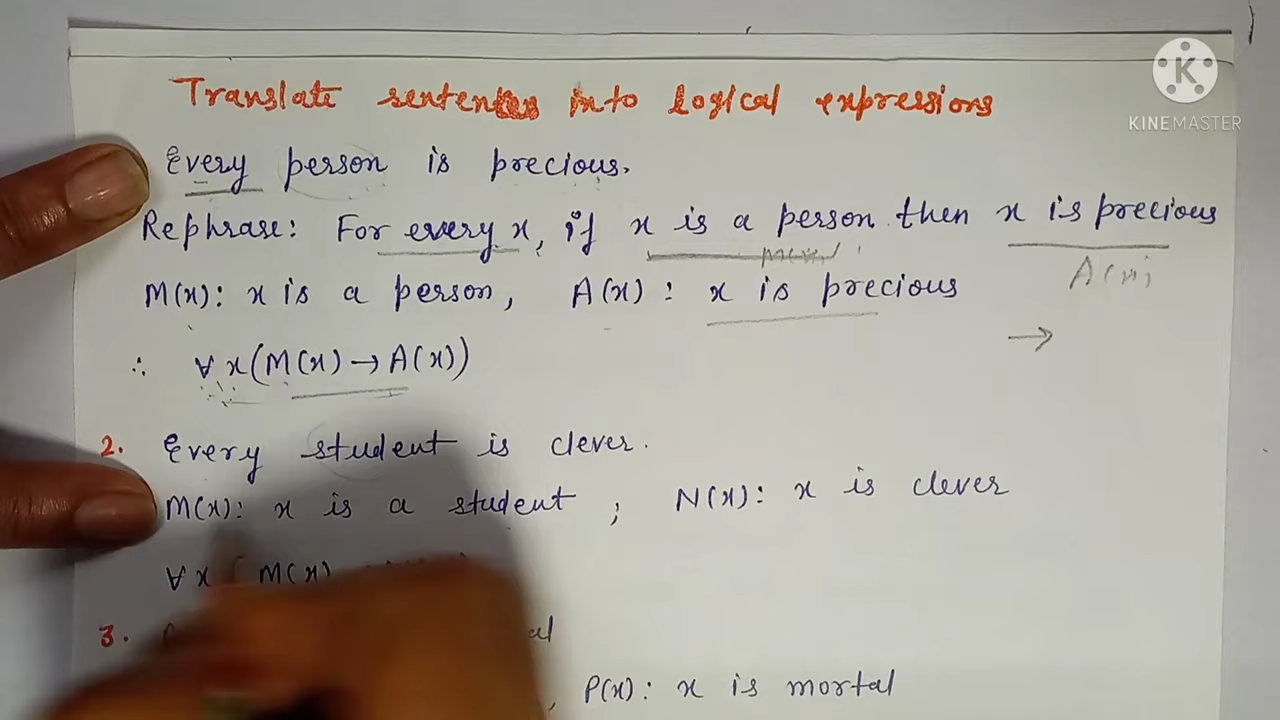 Translate sentences into logical expressions
KINEMASTER
Every person is precious.
Rephrase: For every x, if x is a person then x is precious
M(x)
A(x)
M(x): x is a person, A(x): x is precious
→
∴ ∀x(M(x)→A(x))
2. Every student is clever.
M(x): x is a student ; N(x): x is clever
∀x ( M(x)
3.
, P(x): x is mortal